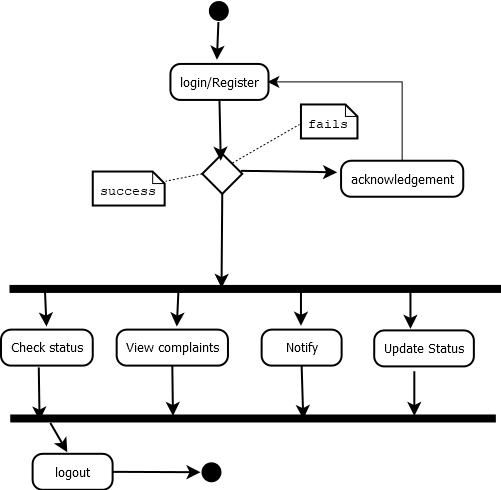 login/Register
fails
success
acknowledgement
Check status
View complaints
Notify
Update Status
logout